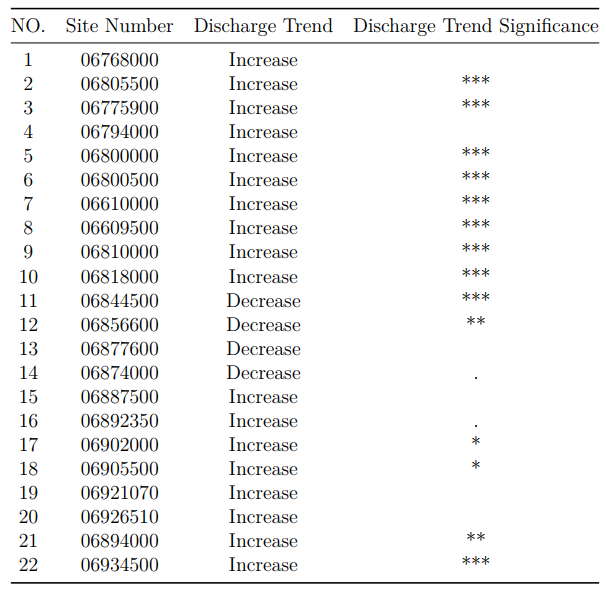 NO. Site Number Discharge Trend Discharge Trend Significance
1 06768000 Increase
2 06805500 Increase ***
3 06775900 Increase ***
4 06794000 Increase
5 06800000 Increase ***
6 06800500 Increase ***
7 06610000 Increase ***
8 06609500 Increase ***
9 06810000 Increase ***
10 06818000 Increase ***
11 06844500 Decrease ***
12 06856600 Decrease **
13 06877600 Decrease
14 06874000 Decrease .
15 06887500 Increase
16 06892350 Increase .
17 06902000 Increase *
18 06905500 Increase *
19 06921070 Increase
20 06926510 Increase
21 06894000 Increase **
22 06934500 Increase ***